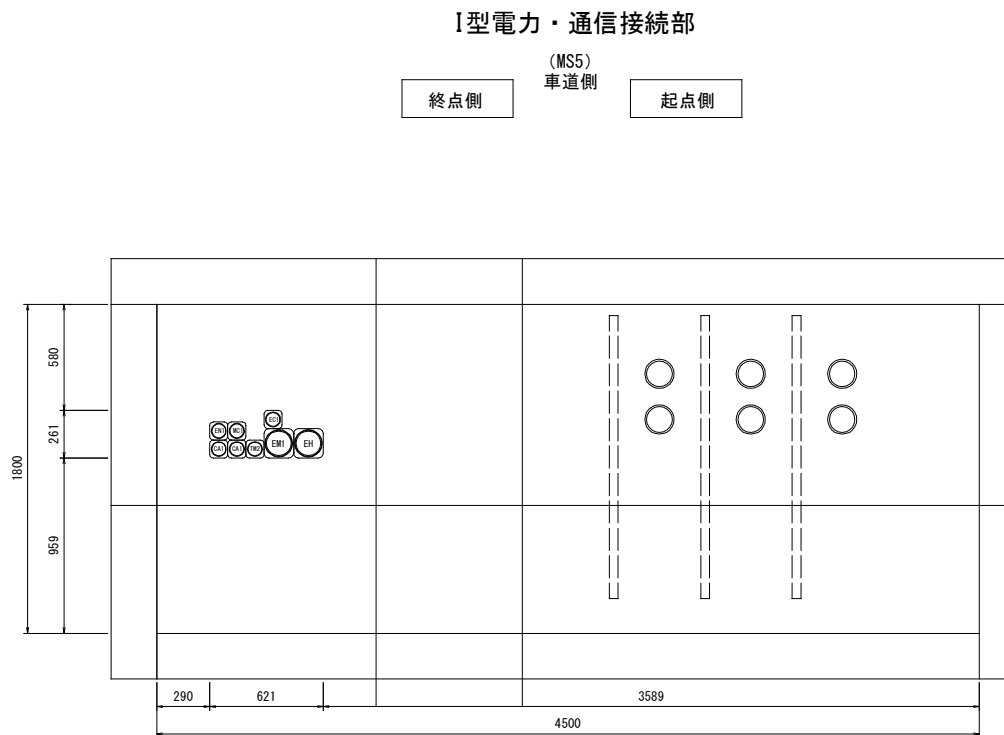 I型電力・通信接続部
(MS5)
車道側
終点側
起点側
580
261
1800
959
EC1
EN1
MC1
CA1
CA1
TM2
EM1
EH
290
621
3589
4500